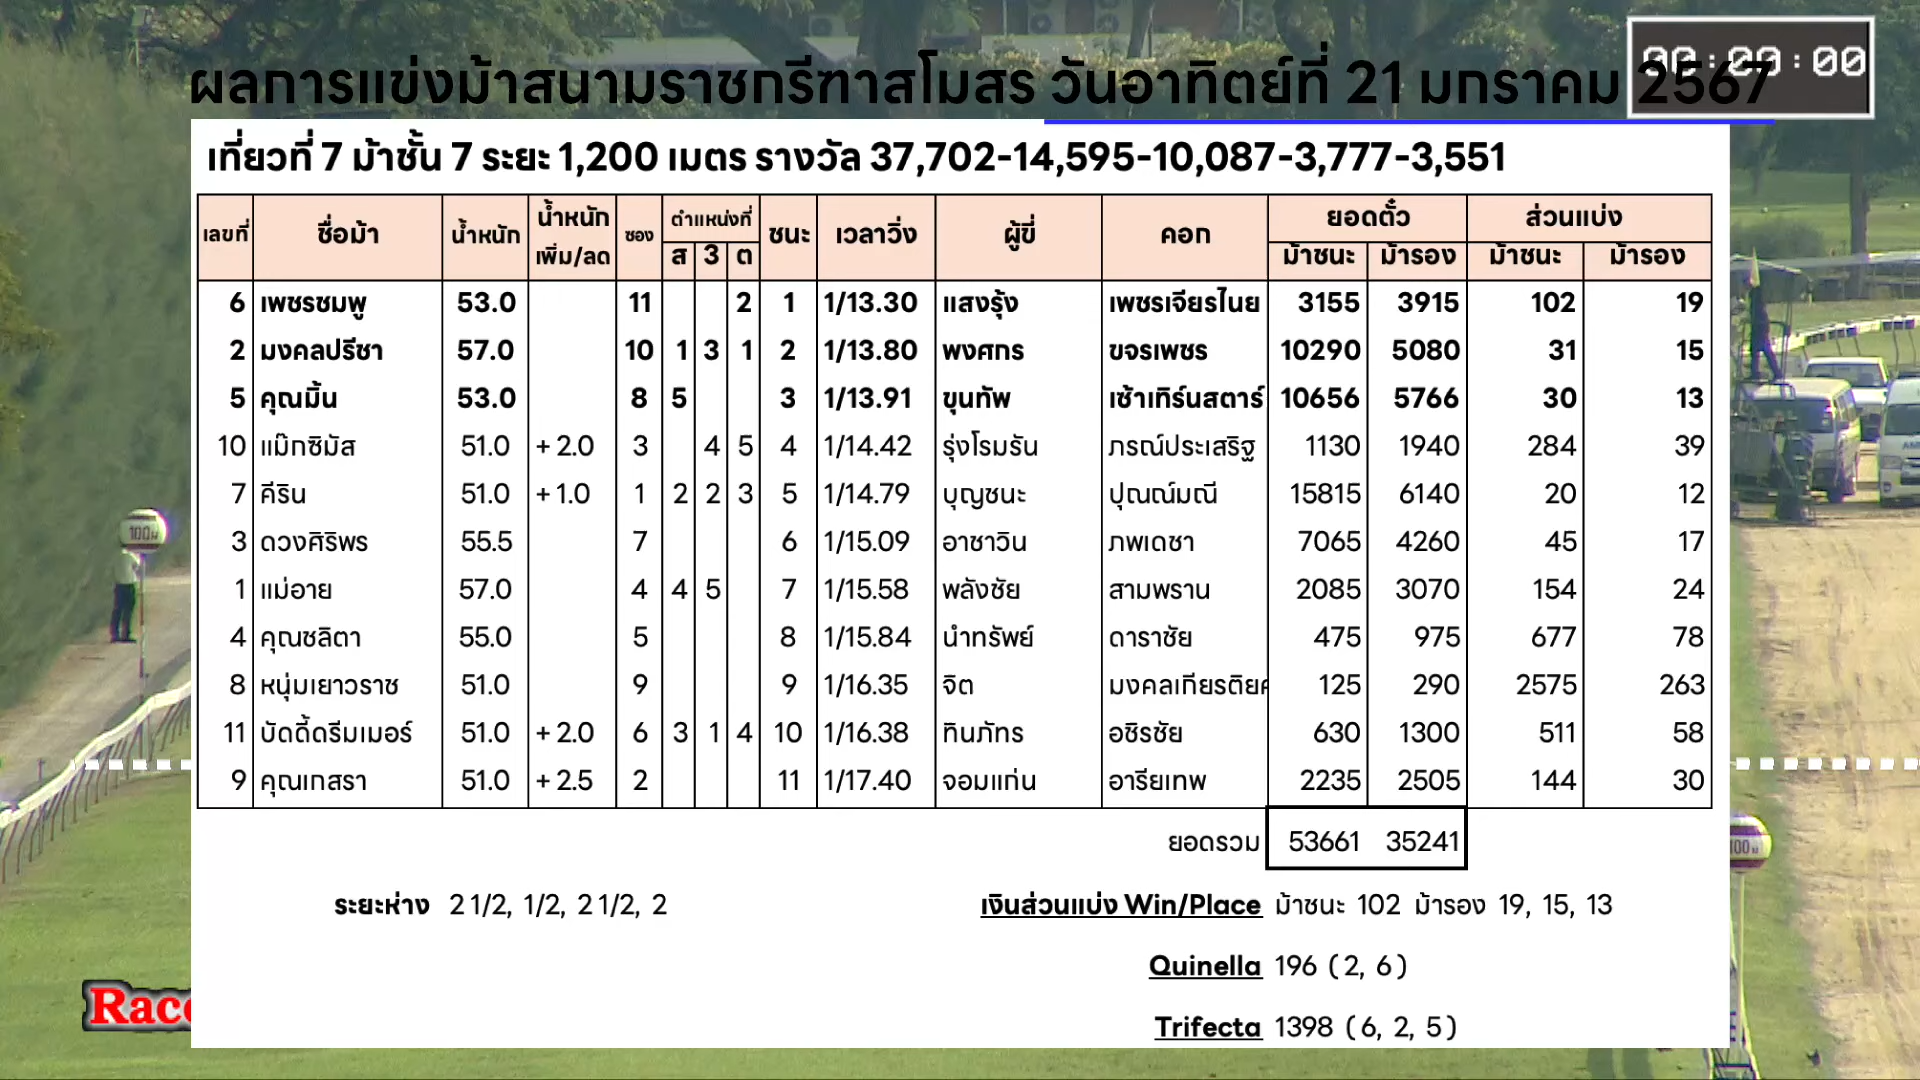 ผลการแข่งม้าสนามราชกรีฑาสโมสร วันอาทิตย์ที่ 21 มกราคม 2567
00:00:00
เที่ยวที่ 7 ม้าชั้น 7 ระยะ 1,200 เมตร รางวัล 37,702-14,595-10,087-3,777-3,551
เลขที่ ชื่อม้า น้ำหนัก น้ำหนัก เพิ่ม/ลด ซอง ตำแหน่งที่ ชนะ เวลาวิ่ง ผู้ขี่ คอก ยอดตั๋ว ส่วนแบ่ง
ส 3 ต ม้าชนะ ม้ารอง ม้าชนะ ม้ารอง
6 เพชรชมพู 53.0 11 2 1 1/13.30 แสงรุ้ง เพชรเจียรไนย 3155 3915 102 19
2 มงคลปรีชา 57.0 10 1 3 1 2 1/13.80 พงศกร ขจรเพชร 10290 5080 31 15
5 คุณมิ้น 53.0 8 5 3 1/13.91 ขุนทัพ เซ้าเทิร์นสตาร์ 10656 5766 30 13
10 แม๊กซิมัส 51.0 + 2.0 3 4 5 4 1/14.42 รุ่งโรมรัน ภรณ์ประเสริฐ 1130 1940 284 39
7 คีริน 51.0 + 1.0 1 2 2 3 5 1/14.79 บุญชนะ ปุณณ์มณี 15815 6140 20 12
3 ดวงศิริพร 55.5 7 6 1/15.09 อาชาวิน ภพเดชา 7065 4260 45 17
1 แม่อาย 57.0 4 4 5 7 1/15.58 พลังชัย สามพราน 2085 3070 154 24
4 คุณชลิตา 55.0 5 8 1/15.84 นำทรัพย์ ดาราชัย 475 975 677 78
8 หนุ่มเยาวราช 51.0 9 9 1/16.35 จิต มงคลเกียรติย 125 290 2575 263
11 บัดดี้ดรีมเมอร์ 51.0 + 2.0 6 3 1 4 10 1/16.38 ทินภัทร อชิรชัย 630 1300 511 58
9 คุณเกสรา 51.0 + 2.5 2 11 1/17.40 จอมแก่น อารียเทพ 2235 2505 144 30
ยอดรวม 53661 35241
ระยะห่าง 2 1/2, 1/2, 2 1/2, 2
เงินส่วนแบ่ง Win/Place ม้าชนะ 102 ม้ารอง 19, 15, 13
Quinella 196 ( 2, 6 )
Trifecta 1398 ( 6, 2, 5 )
Race
100
100